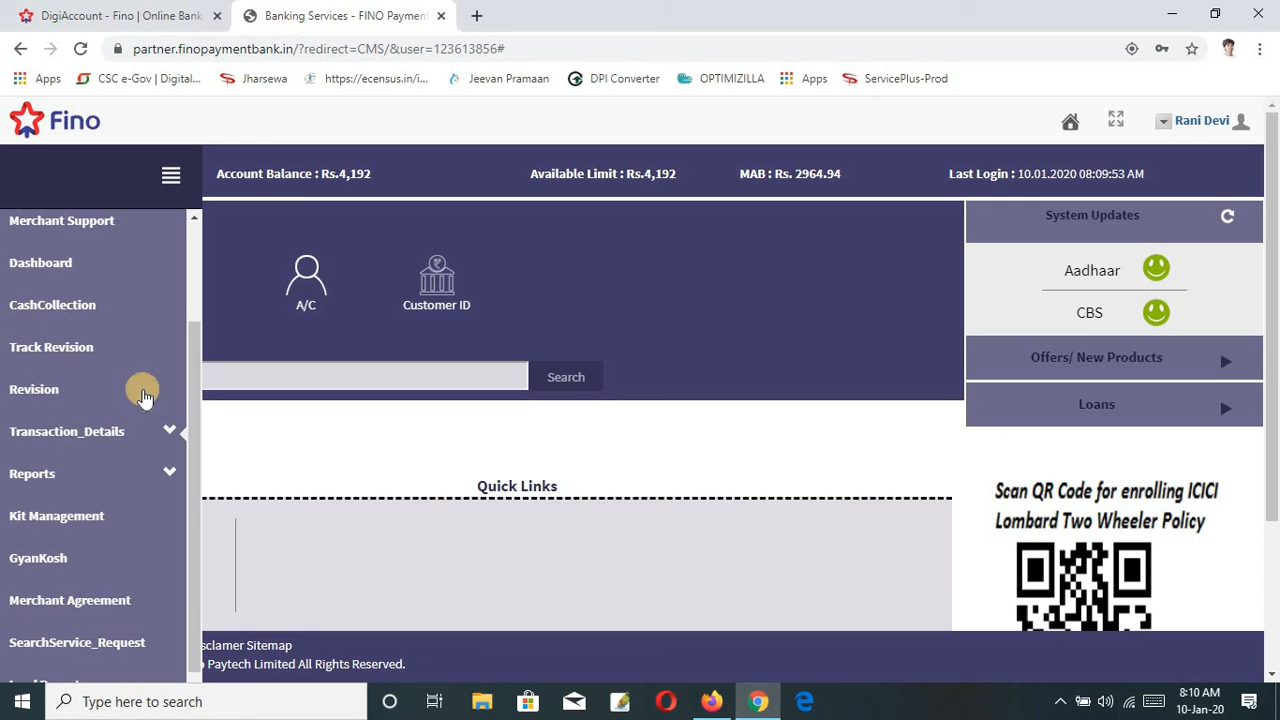 DigiAccount - Fino | Online Bank
Banking Services - FINO Payment
partner.finopaymentbank.in/?redirect=CMS/&user=123613856#
Apps
CSC e-Gov | Digital...
Jharsewa
https://ecensus.in/i...
Jeevan Pramaan
DPI Converter
OPTIMIZILLA
Apps
ServicePlus-Prod
Fino
Rani Devi
Account Balance : Rs.4,192
Available Limit : Rs.4,192
MAB : Rs. 2964.94
Last Login : 10.01.2020 08:09:53 AM
Merchant Support
Dashboard
CashCollection
Track Revision
Revision
Transaction_Details
Reports
Kit Management
GyanKosh
Merchant Agreement
SearchService_Request
A/C
Customer ID
Search
System Updates
Aadhaar
CBS
Offers/ New Products
Loans
Quick Links
Scan QR Code for enrolling ICICI
Lombard Two Wheeler Policy
sclamer Sitemap
Paytech Limited All Rights Reserved.
Type here to search
8:10 AM
10-Jan-20